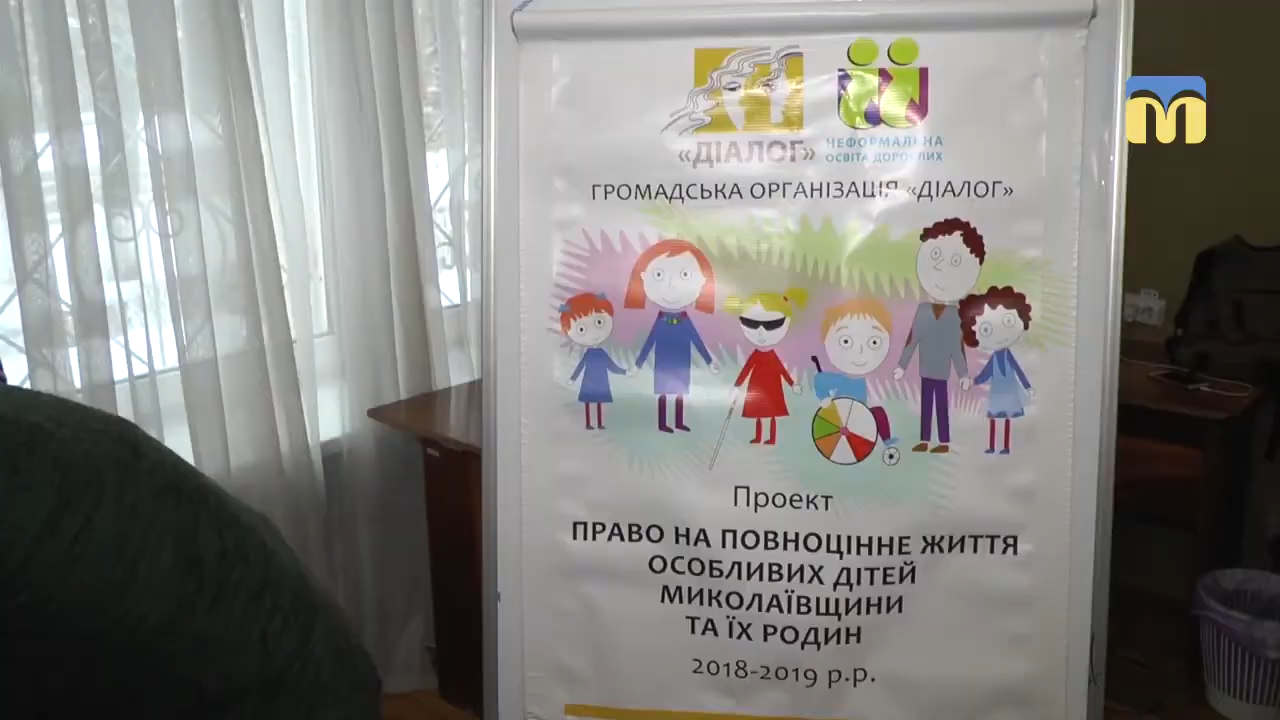 «ДІАЛОГ»
НЕФОРМАЛЬНА
ОСВІТА ДОРОСЛИХ
ГРОМАДСЬКА ОРГАНІЗАЦІЯ «ДІАЛОГ»
Проект
ПРАВО НА ПОВНОЦІННЕ ЖИТТЯ
ОСОБЛИВИХ ДІТЕЙ
МИКОЛАЇВЩИНИ
ТА ЇХ РОДИН
2018-2019 р.р.